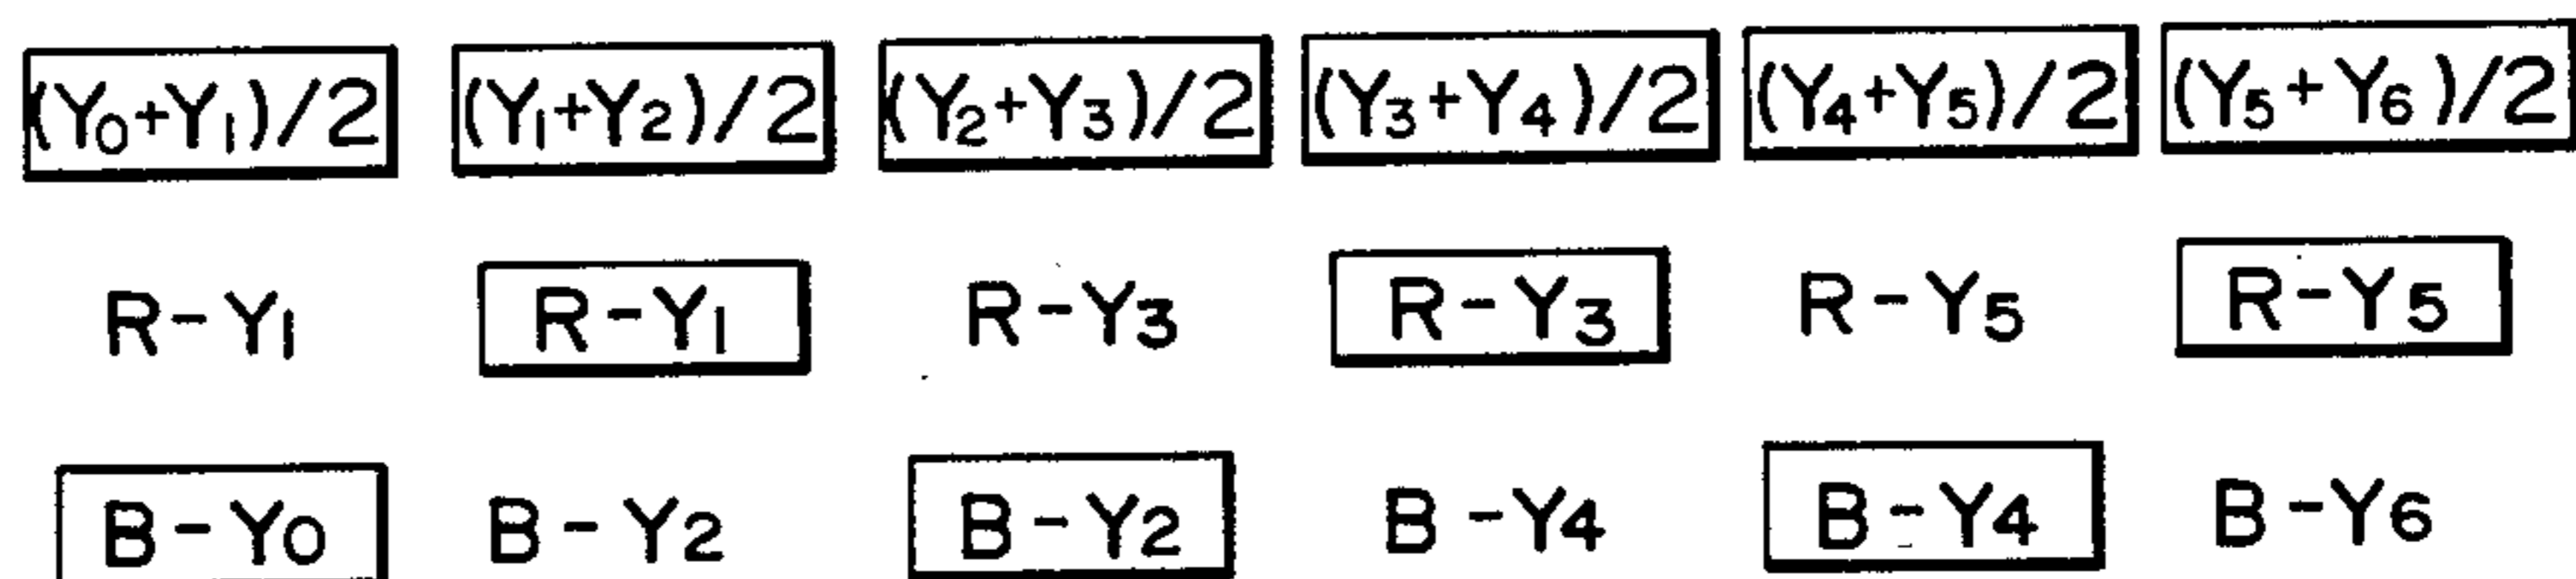 (Y0+Y1)/2 (Y1+Y2)/2 (Y2+Y3)/2 (Y3+Y4)/2 (Y4+Y5)/2 (Y5+Y6)/2
R-Y1 R-Y1 R-Y3 R-Y3 R-Y5 R-Y5
B-Y0 B-Y2 B-Y2 B-Y4 B-Y4 B-Y6